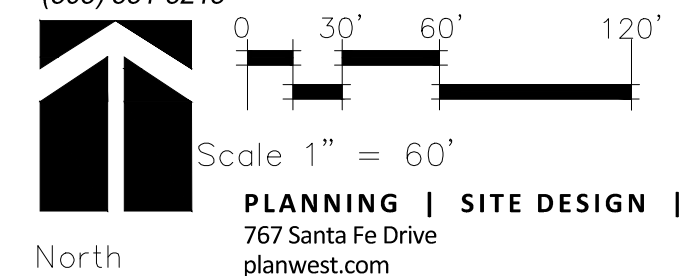 0 30' 60' 120'
Scale 1" = 60'
PLANNING | SITE DESIGN |
767 Santa Fe Drive
planwest.com
North